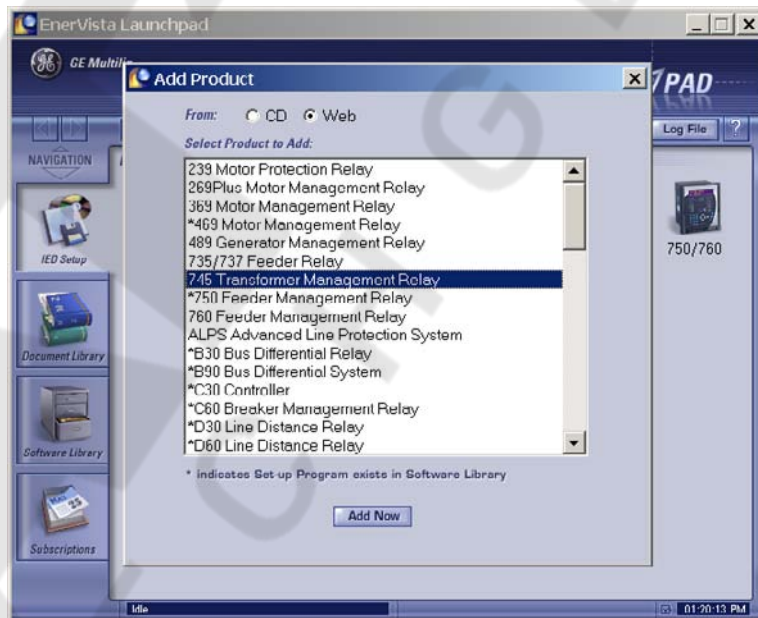 EnerVista Launchpad
GE Multilin
Add Product
1PAD
From: CD Web
Log File ?
Select Product to Add:
NAVIGATION
239 Motor Protection Relay
269Plus Motor Management Relay
369 Motor Management Relay
*469 Motor Management Relay
489 Generator Management Relay
735/737 Feeder Relay
745 Transformer Management Relay
*750 Feeder Management Relay
760 Feeder Management Relay
ALPS Advanced Line Protection System
*B30 Bus Differential Relay
*B90 Bus Differential System
*C30 Controller
*C60 Breaker Management Relay
*D30 Line Distance Relay
*D60 Line Distance Relay
750/760
IED Setup
Document Library
Software Library
Subscriptions
* indicates Set-up Program exists in Software Library
Add Now
Idle
01:20:13 PM